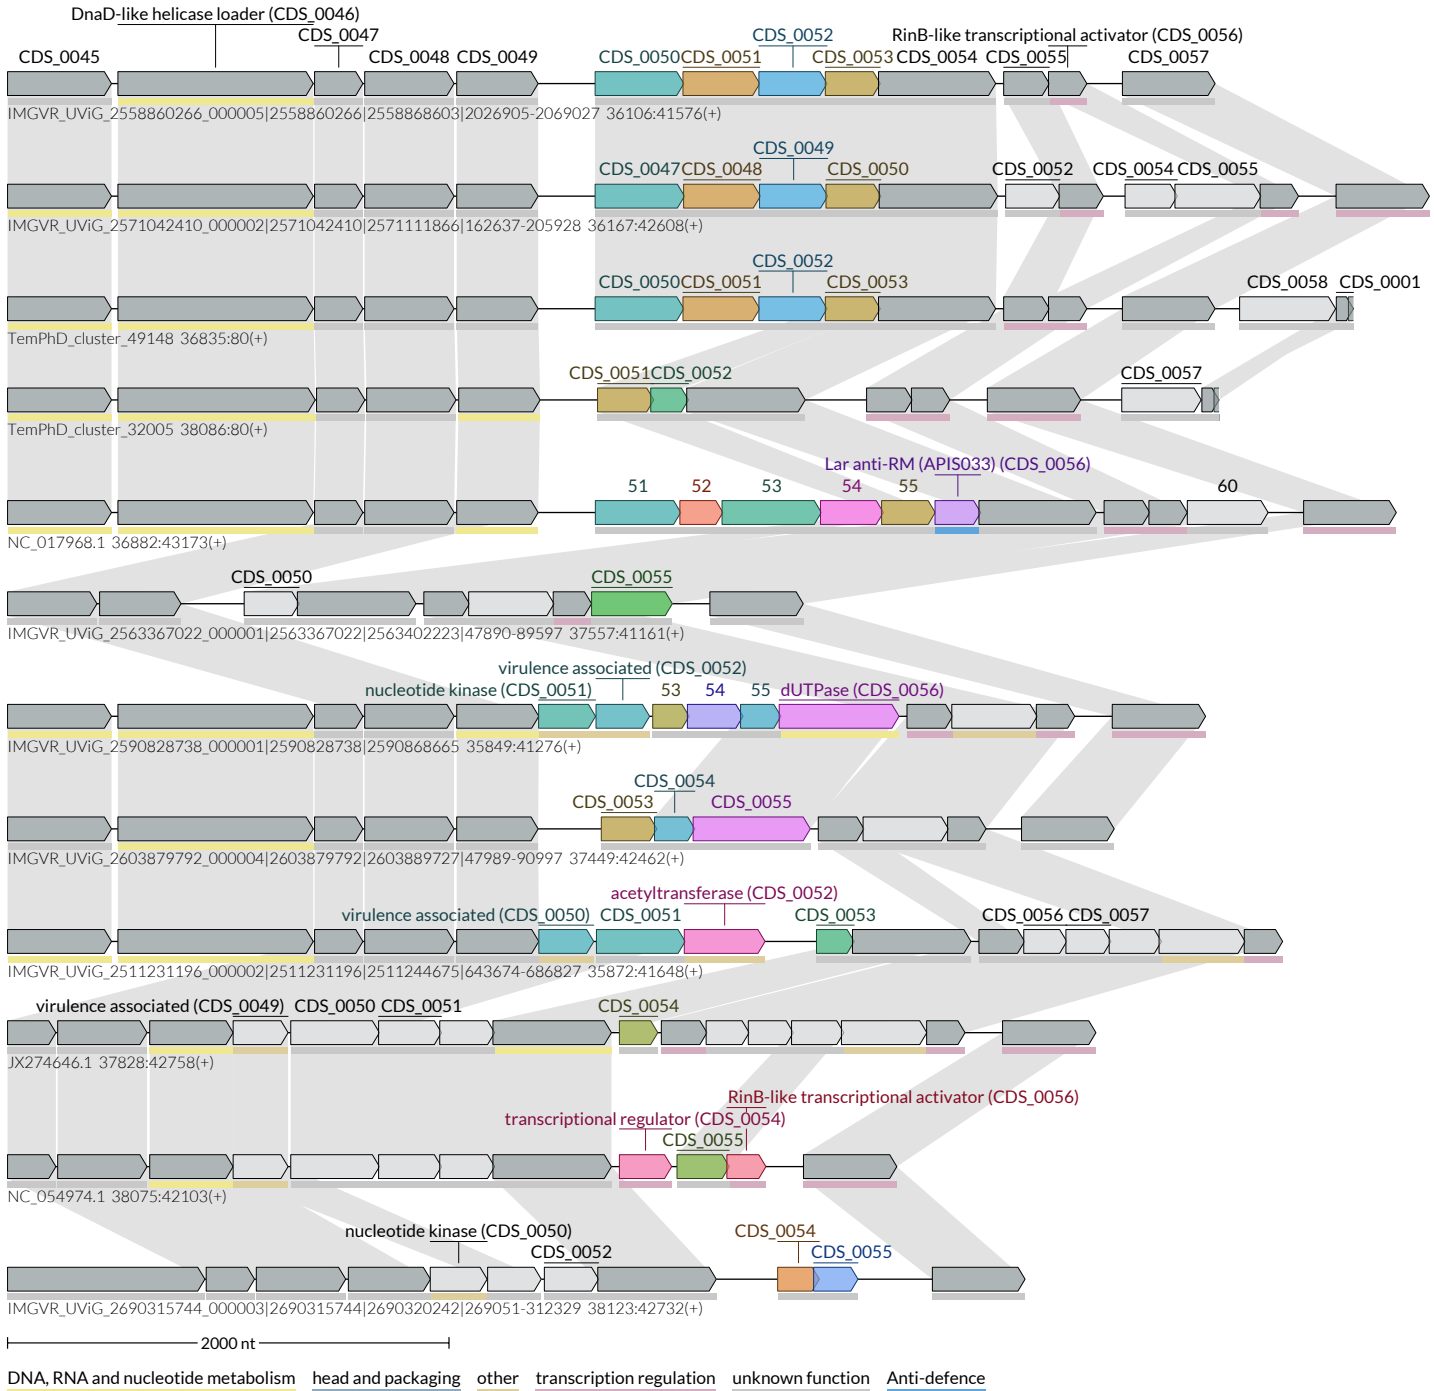 DnaD-like helicase loader (CDS_0046)
CDS_0047 CDS_0052 RinB-like transcriptional activator (CDS_0056)
CDS_0045 CDS_0048 CDS_0049 CDS_0050 CDS_0051 CDS_0053 CDS_0054 CDS_0055 CDS_0057
IMGVR_UViG_2558860266_000005|2558860266|2558868603|2026905-2069027 36106:41576(+)
CDS_0049
CDS_0047 CDS_0048 CDS_0050 CDS_0052 CDS_0054 CDS_0055
IMGVR_UViG_2571042410_000002|2571042410|2571111866|162637-205928 36167:42608(+)
CDS_0052
CDS_0050 CDS_0051 CDS_0053 CDS_0058 CDS_0001
TemPhD_cluster_49148 36835:80(+)
CDS_0051 CDS_0052 CDS_0057
TemPhD_cluster_32005 38086:80(+)
Lar anti-RM (APIS033) (CDS_0056)
51 52 53 54 55 60
NC_017968.1 36882:43173(+)
CDS_0050 CDS_0055
IMGVR_UViG_2563367022_000001|2563367022|2563402223|47890-89597 37557:41161(+)
virulence associated (CDS_0052)
nucleotide kinase (CDS_0051) 53 54 55 dUTPase (CDS_0056)
IMGVR_UViG_2590828738_000001|2590828738|2590868665 35849:41276(+)
CDS_0054
CDS_0053 CDS_0055
IMGVR_UViG_2603879792_000004|2603879792|2603889727|47989-90997 37449:42462(+)
acetyltransferase (CDS_0052)
virulence associated (CDS_0050) CDS_0051 CDS_0053 CDS_0056 CDS_0057
IMGVR_UViG_2511231196_000002|2511231196|2511244675|643674-686827 35872:41648(+)
virulence associated (CDS_0049) CDS_0050 CDS_0051 CDS_0054
JX274646.1 37828:42758(+)
RinB-like transcriptional activator (CDS_0056)
transcriptional regulator (CDS_0054)
CDS_0055
NC_054974.1 38075:42103(+)
nucleotide kinase (CDS_0050) CDS_0054
CDS_0052 CDS_0055
IMGVR_UViG_2690315744_000003|2690315744|2690320242|269051-312329 38123:42732(+)
2000 nt
DNA, RNA and nucleotide metabolism head and packaging other transcription regulation unknown function Anti-defence